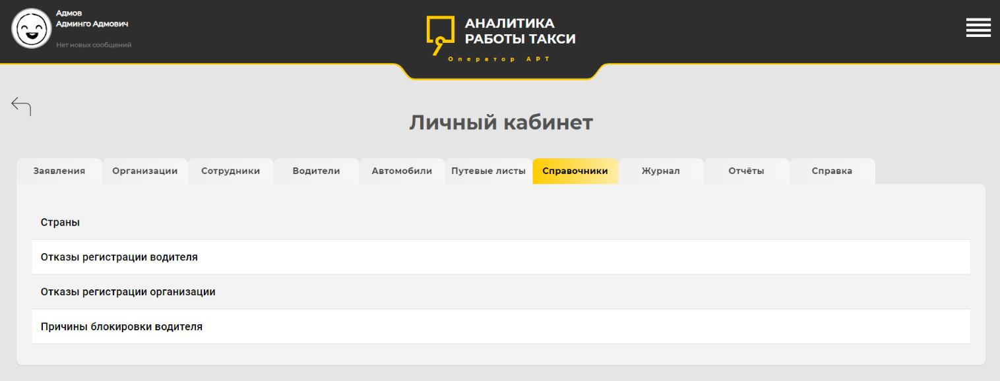 Адмов
Админго Адмович
Нет новых сообщений
АНАЛИТИКА
РАБОТЫ ТАКСИ
Оператор АРТ
Личный кабинет
Заявления Организации Сотрудники Водители Автомобили Путевые листы Справочники Журнал Отчёты Справка
Страны
Отказы регистрации водителя
Отказы регистрации организации
Причины блокировки водителя